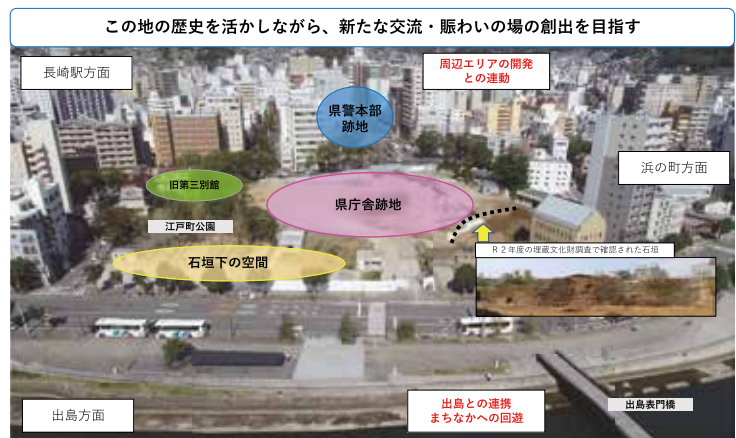 この地の歴史を活かしながら、新たな交流・賑わいの場の創出を目指す
長崎駅方面
周辺エリアの開発
との連動
県警本部
跡地
浜の町方面
旧第三別館
県庁舎跡地
江戸町公園
R2年度の埋蔵文化財調査で確認された石垣
石垣下の空間
出島方面
出島との連携
まちなかへの回遊
出島表門橋